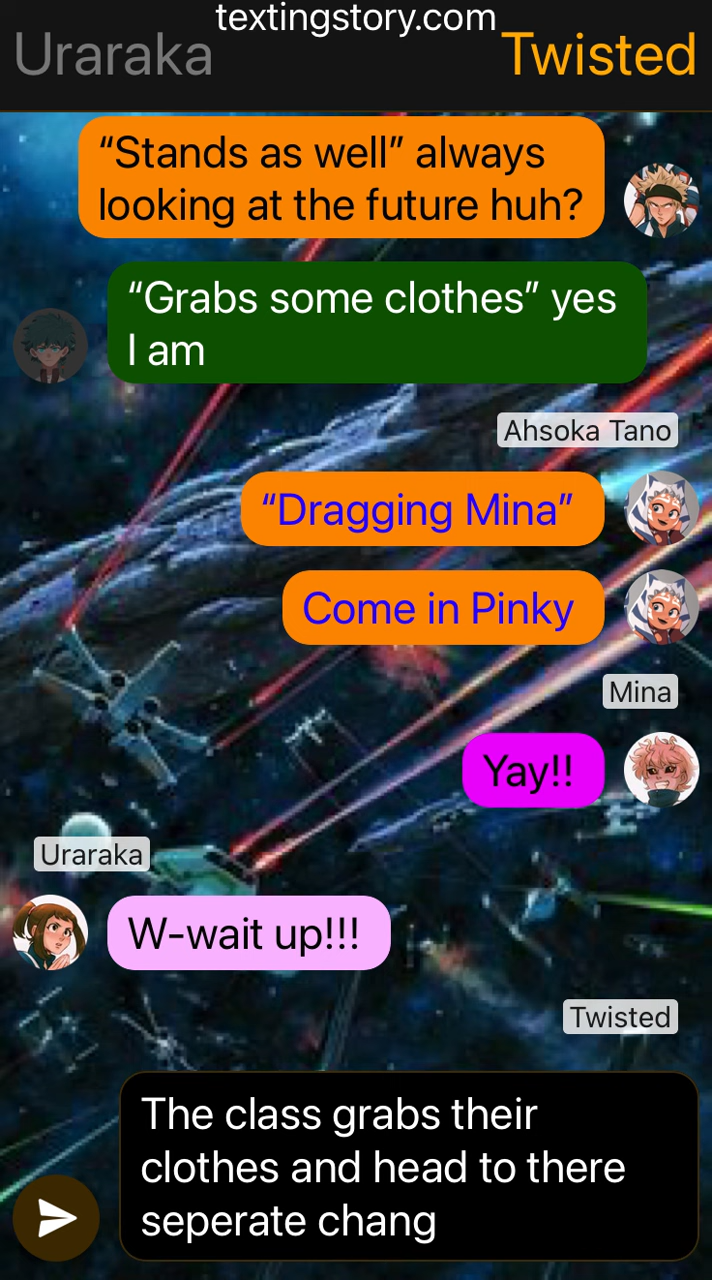 textingstory.com
Uraraka
Twisted
“Stands as well” always
looking at the future huh?
“Grabs some clothes” yes
I am
Ahsoka Tano
“Dragging Mina”
Come in Pinky
Mina
Yay!!
Uraraka
W-wait up!!!
Twisted
The class grabs their
clothes and head to there
seperate chang